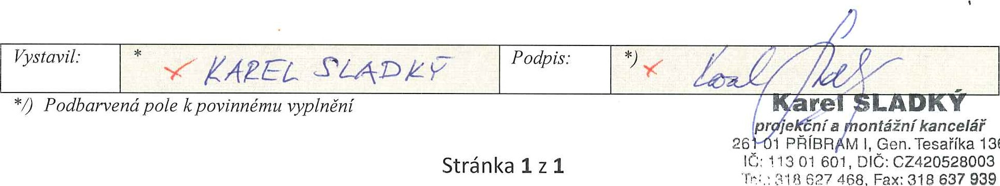 Vystavil: * x KAREL SLADKÝ Podpis: *) x
*/) Podbarvená pole k povinnému vyplnění
Karel SLADKÝ
projekční a montážní kancelář
261 01 PŘÍBRAM I, Gen. Tesaříka 136
IČ: 113 01 601, DIČ: CZ420528003
Tel.: 318 627 468, Fax: 318 637 939
Stránka 1 z 1